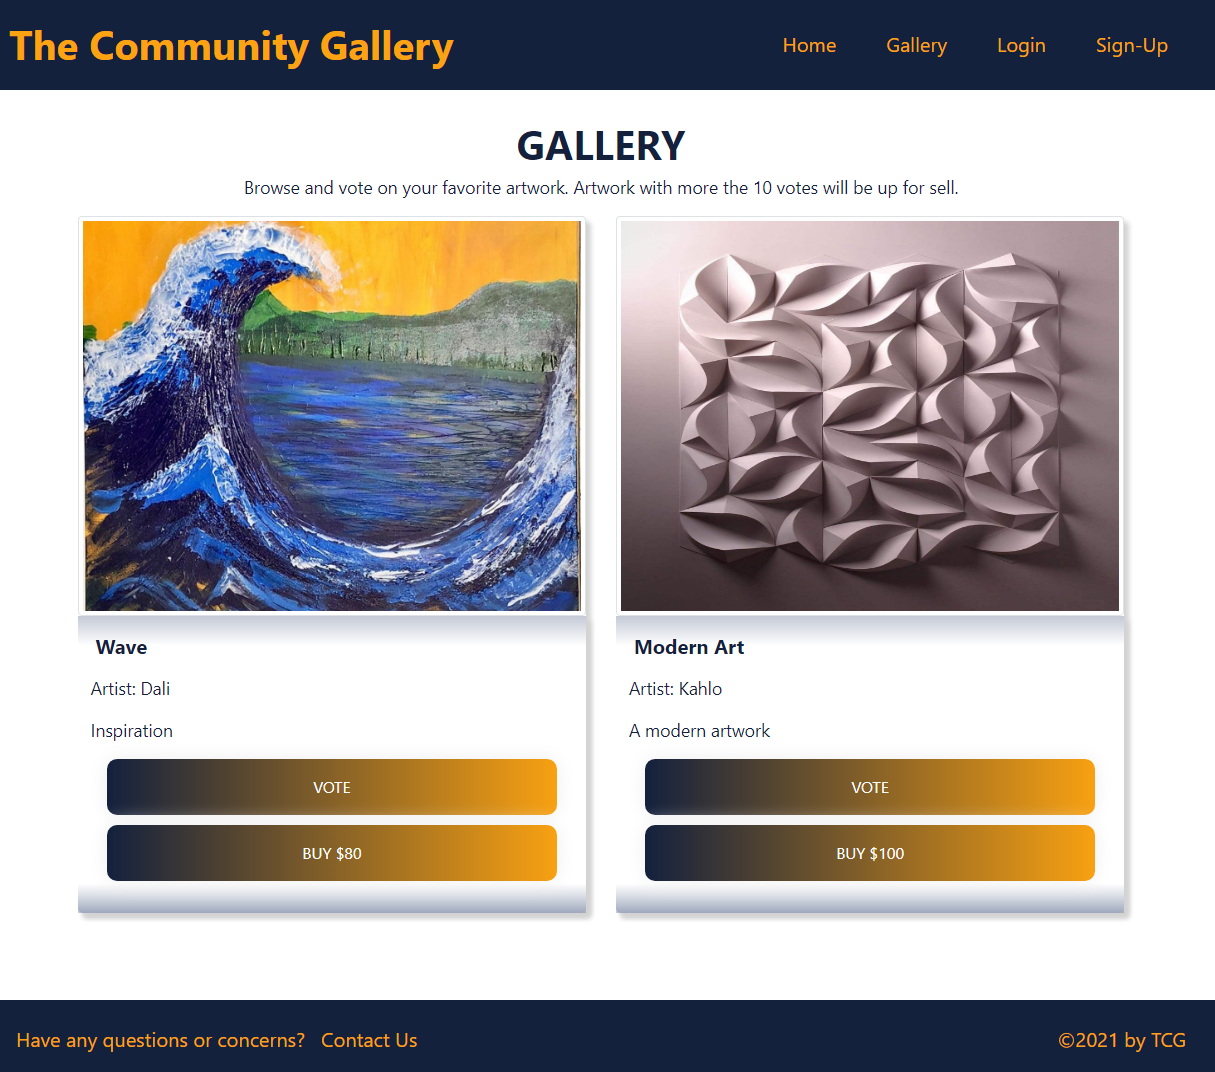 The Community Gallery
Home Gallery Login Sign-Up
GALLERY
Browse and vote on your favorite artwork. Artwork with more the 10 votes will be up for sell.
Wave
Artist: Dali
Inspiration
VOTE
BUY $80
Modern Art
Artist: Kahlo
A modern artwork
VOTE
BUY $100
Have any questions or concerns? Contact Us
©2021 by TCG